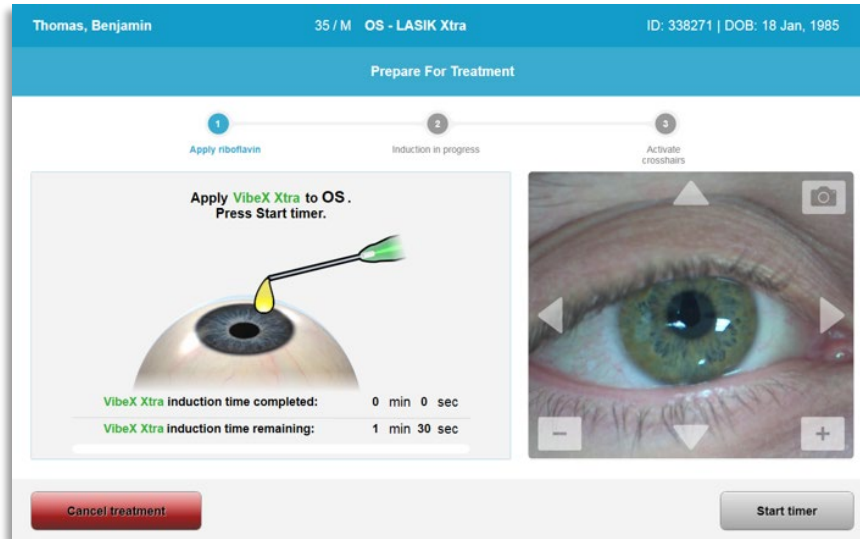 Thomas, Benjamin 35 / M OS - LASIK Xtra ID: 338271 | DOB: 18 Jan, 1985
Prepare For Treatment
1 2 3
Apply riboflavin Induction in progress Activate
crosshairs
Apply VibeX Xtra to OS.
Press Start timer.
VibeX Xtra induction time completed: 0 min 0 sec
VibeX Xtra induction time remaining: 1 min 30 sec
Cancel treatment Start timer